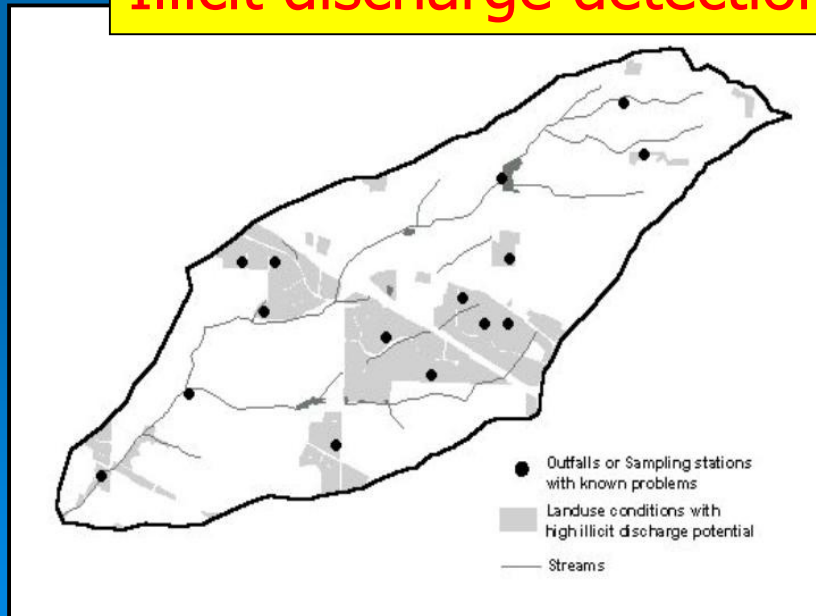 Illicit discharge detection
Outfalls or Sampling stations
with known problems
Landuse conditions with
high illicit discharge potential
Streams